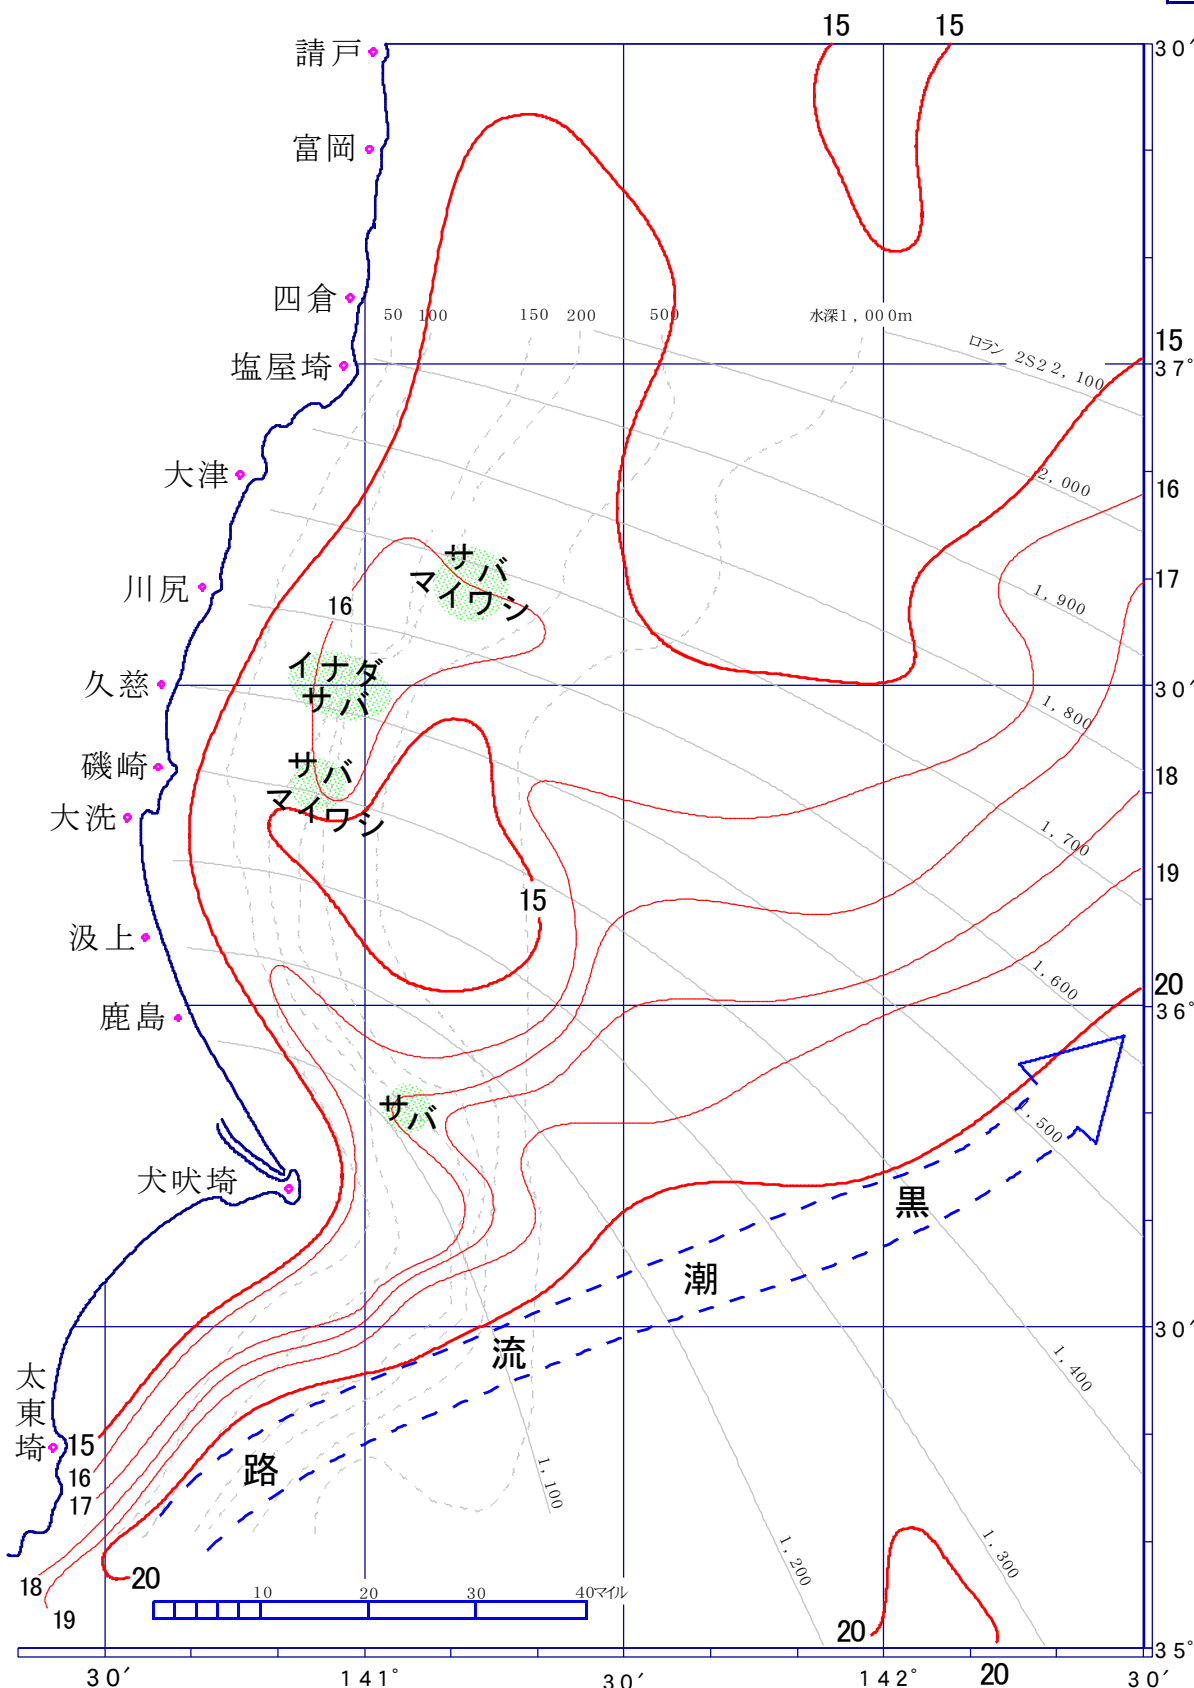 15 15
請戸
30′
富岡
四倉
50 100 150 200 500 水深1,000m
15
ロラン 2S22,100
塩屋埼
37°
大津
2,000
16
サバ
マイワシ
17
川尻
16
1,900
イナダ
サバ
久慈
30′
1,800
サバ
マイワシ
磯崎
18
大洗
1,700
19
15
汲上
1,600
20
鹿島
36°
サバ
1,500
犬吠埼
黒
潮
流
30′
太東埼
1,400
15
路
16
1,100
17
1,200
1,300
18
20
19
10 20 30 40マイル
20
35°
30′ 141° 30′ 142° 20 30′